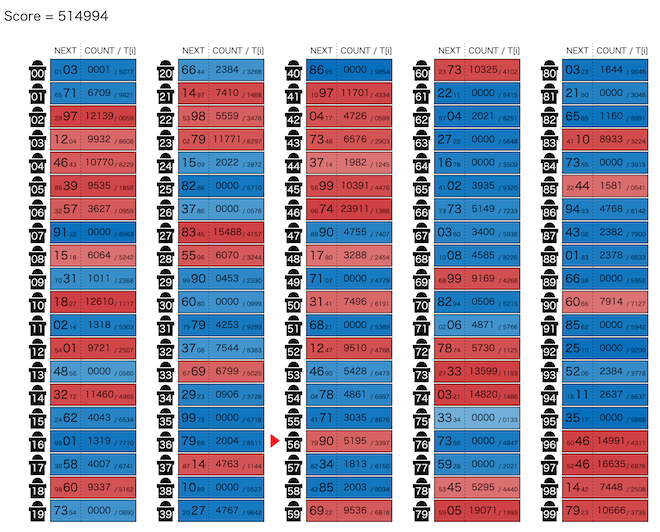 Score = 514994
NEXT COUNT / T[i] NEXT COUNT / T[i] NEXT COUNT / T[i] NEXT COUNT / T[i] NEXT COUNT / T[i]
00 01 03 0001 / 5077 20 66 44 2384 / 3268 40 86 95 0000 / 9854 60 23 73 10325 / 4102 80 03 23 1644 / 9046
01 65 71 6709 / 9821 21 14 97 7410 / 1468 41 10 97 11701 / 4334 61 22 11 0000 / 6415 81 21 50 0000 / 3048
02 28 97 12139 / 0059 22 53 98 5559 / 3478 42 04 17 4726 / 0599 62 97 04 2021 / 8251 82 65 85 1160 / 8991
03 12 04 9932 / 8608 23 02 79 11771 / 8297 43 73 48 6576 / 2903 63 27 22 0000 / 5648 83 41 10 8933 / 3224
04 46 43 10770 / 8229 24 15 09 2022 / 2872 44 37 14 1982 / 1245 64 16 78 0000 / 3509 84 73 55 0000 / 3915
05 86 39 9535 / 1858 25 82 86 0000 / 5710 45 56 99 10391 / 4476 65 41 02 3935 / 9320 85 22 44 1581 / 0541
06 32 57 3627 / 0959 26 37 86 0000 / 0578 46 96 74 23911 / 1388 66 73 73 5149 / 7233 86 94 93 4768 / 8142
07 91 32 0000 / 8963 27 83 45 15488 / 4157 47 88 90 4755 / 7407 67 03 60 3400 / 5936 87 43 02 2382 / 7900
08 15 18 6064 / 5242 28 55 96 6070 / 3244 48 17 80 3288 / 2454 68 10 08 4585 / 8226 88 01 83 2378 / 6633
09 70 31 1011 / 2368 29 99 90 0453 / 2330 49 71 07 0000 / 4779 69 68 99 9169 / 4268 89 66 38 0000 / 5952
10 18 27 12610 / 1117 30 60 80 0000 / 0999 50 31 41 7496 / 6191 70 82 94 0506 / 5215 90 60 66 7914 / 7127
11 02 14 1318 / 5303 31 79 79 4253 / 9299 51 68 21 0000 / 5389 71 02 06 4871 / 5766 91 85 62 0000 / 5942
12 54 01 9721 / 2507 32 37 08 7544 / 8383 52 12 47 9510 / 4768 72 78 74 5730 / 1125 92 25 10 0000 / 9290
13 48 56 0000 / 0560 33 67 69 6799 / 5025 53 46 90 5428 / 6473 73 27 33 13599 / 1193 93 52 06 2384 / 3778
14 32 72 11460 / 4985 34 29 23 0906 / 3728 54 04 78 4861 / 6997 74 03 21 14820 / 1486 94 16 11 2637 / 8637
15 24 62 4043 / 6534 35 99 73 0000 / 6718 55 41 71 3035 / 8676 75 33 34 0000 / 0133 95 35 17 0000 / 9868
16 99 01 1319 / 7710 36 79 69 2004 / 8511 56 79 90 5195 / 3397 76 73 56 0000 / 4847 96 50 46 14991 / 4311
17 36 58 4007 / 6741 37 87 14 4763 / 1144 57 82 34 1813 / 6156 77 59 28 0000 / 2021 97 52 46 16635 / 6876
18 98 60 9337 / 5162 38 10 89 0000 / 5527 58 42 85 2003 / 8034 78 53 45 5295 / 4440 98 14 42 7448 / 2508
19 73 54 0000 / 0890 39 20 27 4767 / 9642 59 69 22 9536 / 6818 79 59 05 19071 / 1993 99 79 23 10666 / 3735